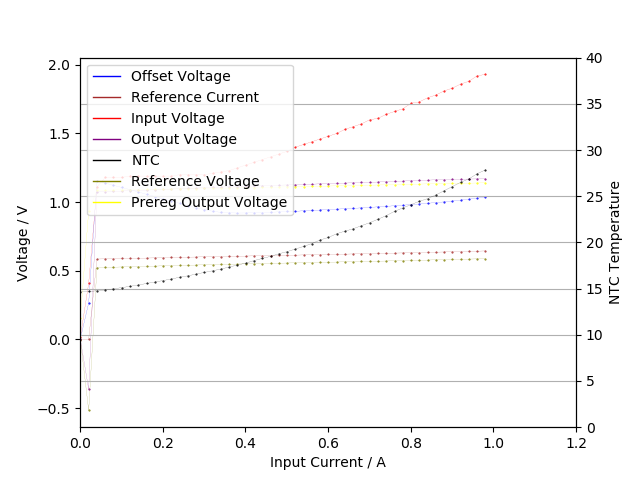 Offset Voltage
Reference Current
Input Voltage
Output Voltage
NTC
Reference Voltage
Prereg Output Voltage
2.0
1.5
1.0
0.5
0.0
−0.5
Voltage / V
40
35
30
25
20
15
10
5
0
NTC Temperature
0.0 0.2 0.4 0.6 0.8 1.0 1.2
Input Current / A